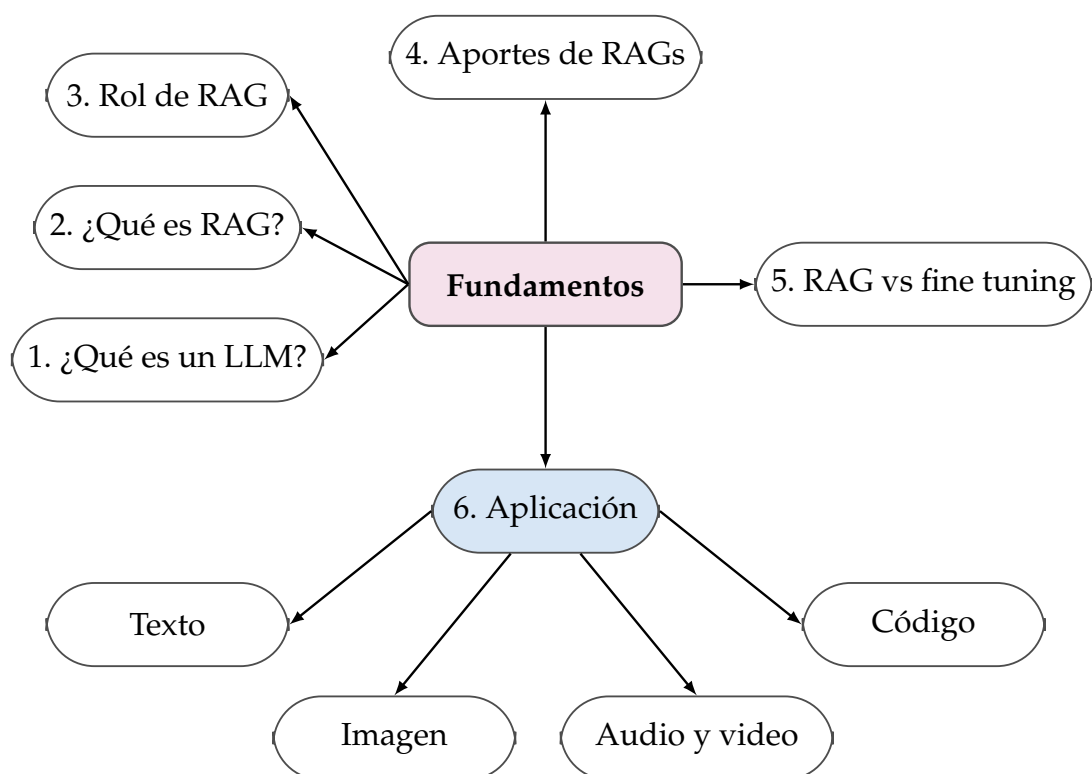 4. Aportes de RAGs
3. Rol de RAG
2. ¿Qué es RAG?
Fundamentos
5. RAG vs fine tuning
1. ¿Qué es un LLM?
6. Aplicación
Texto
Código
Imagen
Audio y video